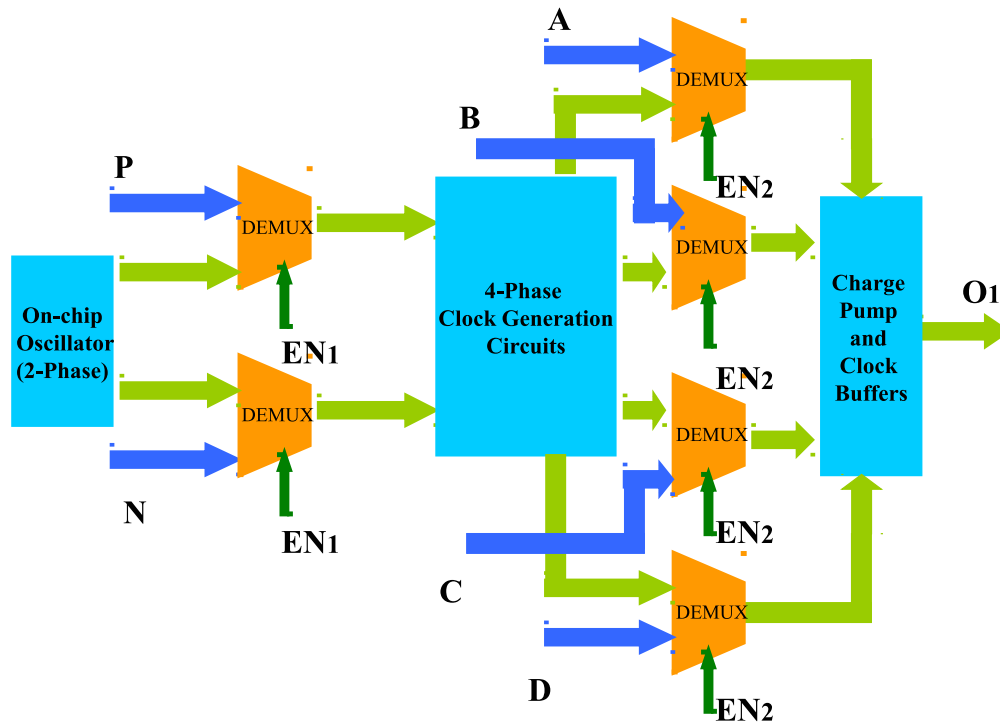 A
DEMUX
B
EN2
P
DEMUX
DEMUX
4-Phase
Clock Generation
Circuits
Charge
Pump
and
Clock
Buffers
O1
On-chip
Oscillator
(2-Phase)
EN1
EN2
DEMUX
DEMUX
N
EN1
EN2
C
DEMUX
D
EN2